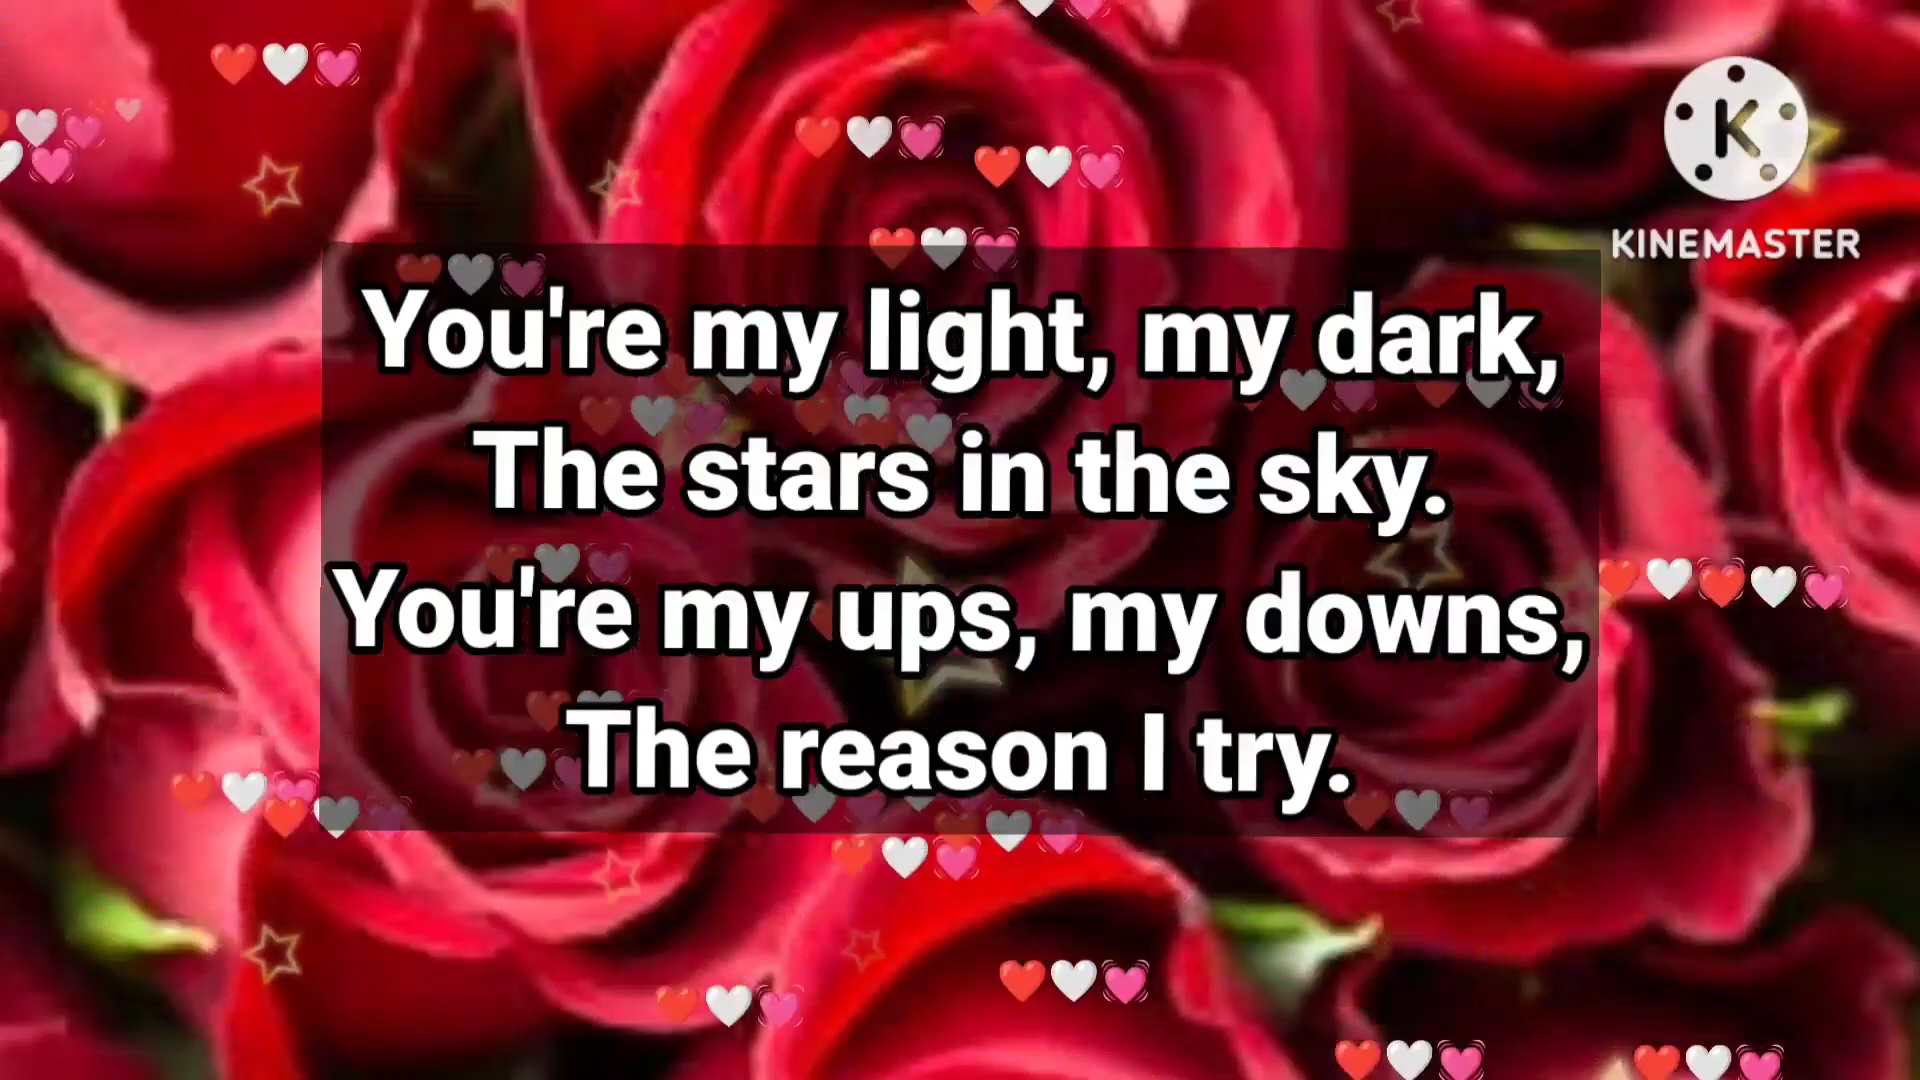 K
KINEMASTER
You're my light, my dark,
The stars in the sky.
You're my ups, my downs,
The reason I try.